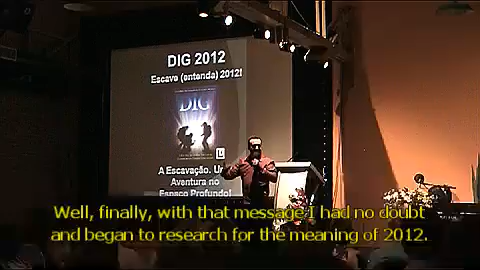 DIG 2012
Escave (entenda) 2012!
DIG
A Escavação. Um
Aventura no
Espaço Profundo!
Well, finally, with that message I had no doubt
and began to research for the meaning of 2012.